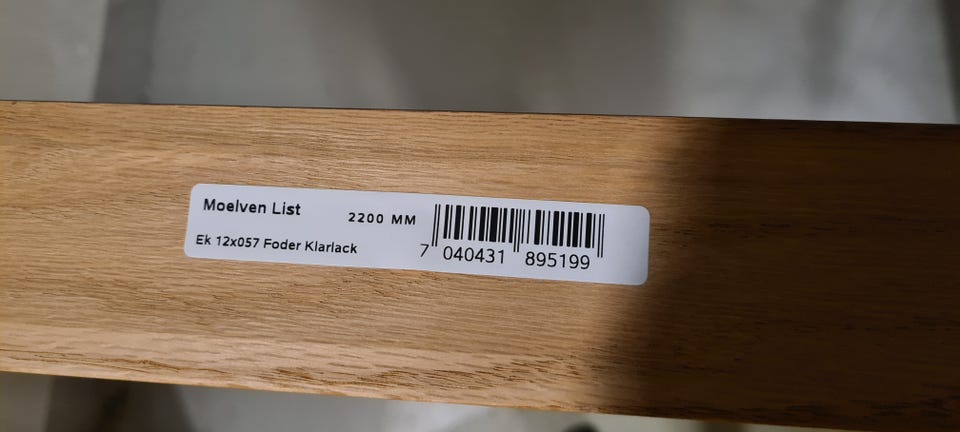 Moelven List
2200 MM
Ek 12x057 Foder Klarlack
7 040431 895199